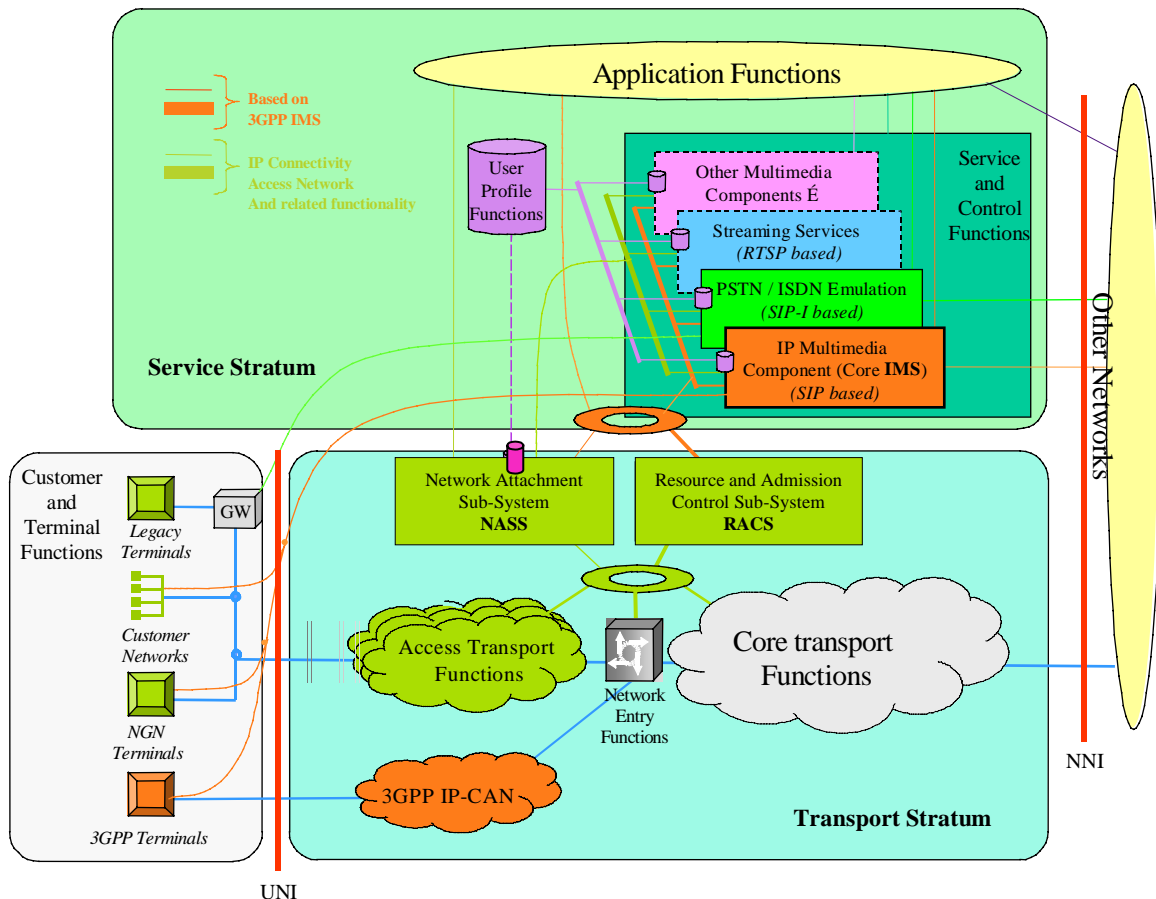 Application Functions
Based on
3GPP IMS
IP Connectivity
Access Network
And related functionality
User
Profile
Functions
Other Multimedia
Components É
Service
and
Control
Functions
Streaming Services
(RTSP based)
PSTN / ISDN Emulation
(SIP-I based)
IP Multimedia
Component (Core IMS)
(SIP based)
Service Stratum
Other Networks
Customer
and
Terminal
Functions
GW
Legacy
Terminals
Customer
Networks
NGN
Terminals
3GPP Terminals
UNI
Network Attachment
Sub-System
NASS
Resource and Admission
Control Sub-System
RACS
Access Transport
Functions
Network
Entry
Functions
Core transport
Functions
3GPP IP-CAN
Transport Stratum
NNI